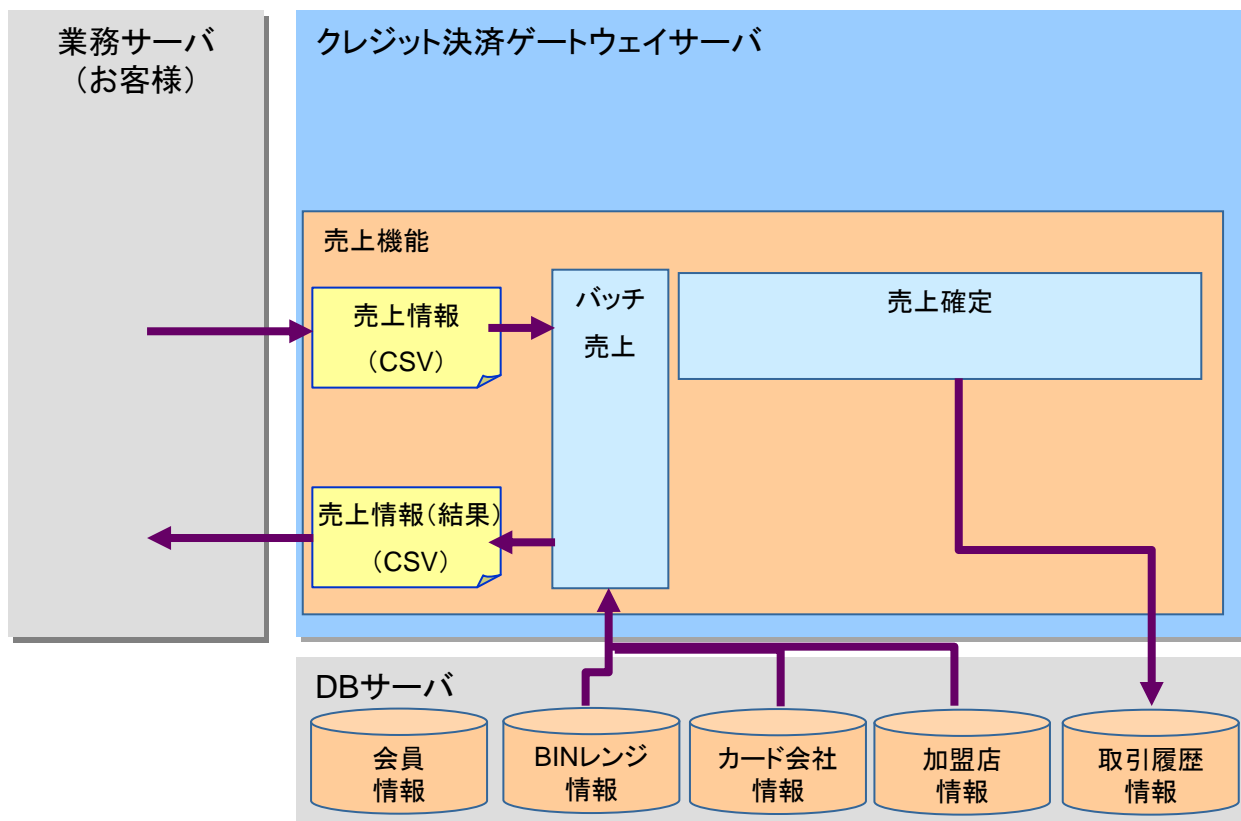 業務サーバ
(お客様)
クレジット決済ゲートウェイサーバ
売上機能
売上情報
(CSV)
バッチ
売上
売上確定
売上情報(結果)
(CSV)
DBサーバ
会員
情報
BINレンジ
情報
カード会社
情報
加盟店
情報
取引履歴
情報